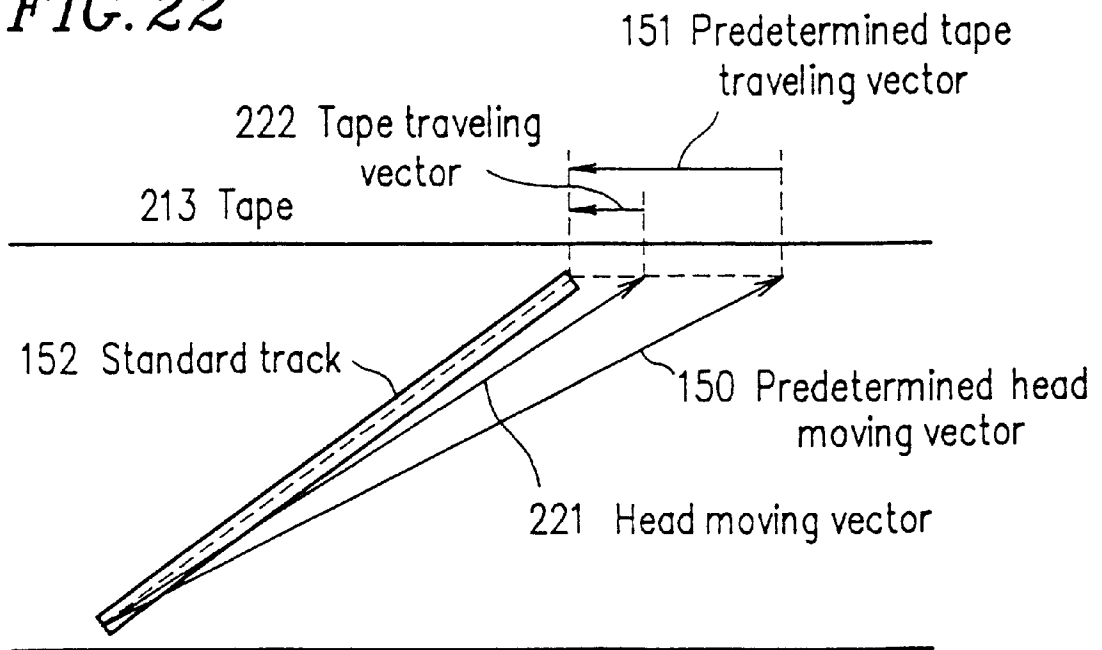 FIG. 22
151 Predetermined tape
traveling vector
222 Tape traveling
vector
213 Tape
152 Standard track
150 Predetermined head
moving vector
221 Head moving vector